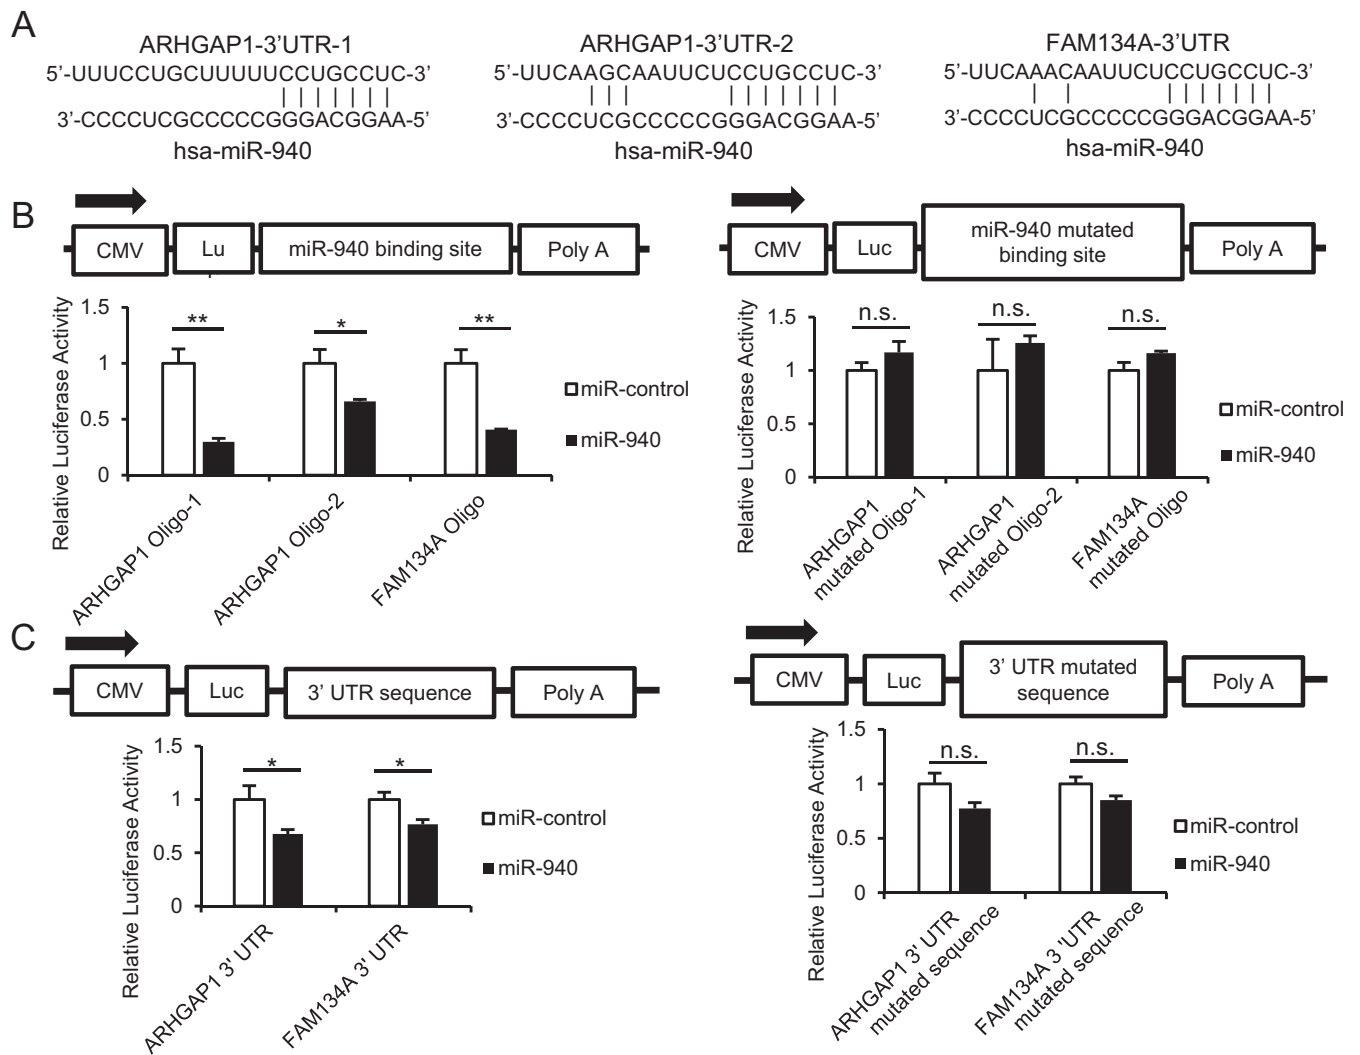 A
ARHGAP1-3’UTR-1
5’-UUUCCUGCUUUUUCCUGCCUC-3’
3’-CCCCUCGCCCCCGGGACGGAA-5’
hsa-miR-940
ARHGAP1-3’UTR-2
5’-UUCAAGCAAUUCUCCUGCCUC-3’
3’-CCCCUCGCCCCCGGGACGGAA-5’
hsa-miR-940
FAM134A-3’UTR
5’-UUCAAACAAUUCUCCUGCCUC-3’
3’-CCCCUCGCCCCCGGGACGGAA-5’
hsa-miR-940
B
CMV
Lu
miR-940 binding site
Poly A
Relative Luciferase Activity
1.5
1
0.5
0
**
*
**
miR-control
miR-940
ARHGAP1 Oligo-1
ARHGAP1 Oligo-2
FAM134A Oligo
CMV
Luc
miR-940 mutated
binding site
Poly A
Relative Luciferase Activity
1.5
1
0.5
0
n.s.
n.s.
n.s.
miR-control
miR-940
ARHGAP1
mutated Oligo-1
ARHGAP1
mutated Oligo-2
FAM134A
mutated Oligo
C
CMV
Luc
3’ UTR sequence
Poly A
Relative Luciferase Activity
1.5
1
0.5
0
*
*
miR-control
miR-940
ARHGAP1 3' UTR
FAM134A 3' UTR
CMV
Luc
3’ UTR mutated
sequence
Poly A
Relative Luciferase Activity
1.5
1
0.5
0
n.s.
n.s.
miR-control
miR-940
ARHGAP1 3' UTR
mutated sequence
FAM134A 3 'UTR
mutated sequence